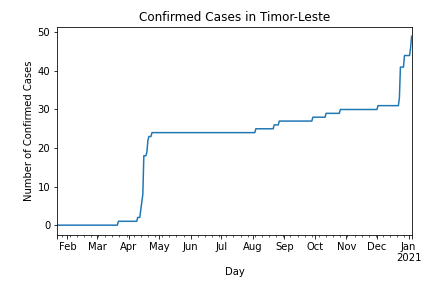 Confirmed Cases in Timor-Leste
50
40
30
20
10
0
Number of Confirmed Cases
Feb Mar Apr May Jun Jul Aug Sep Oct Nov Dec Jan
2021
Day